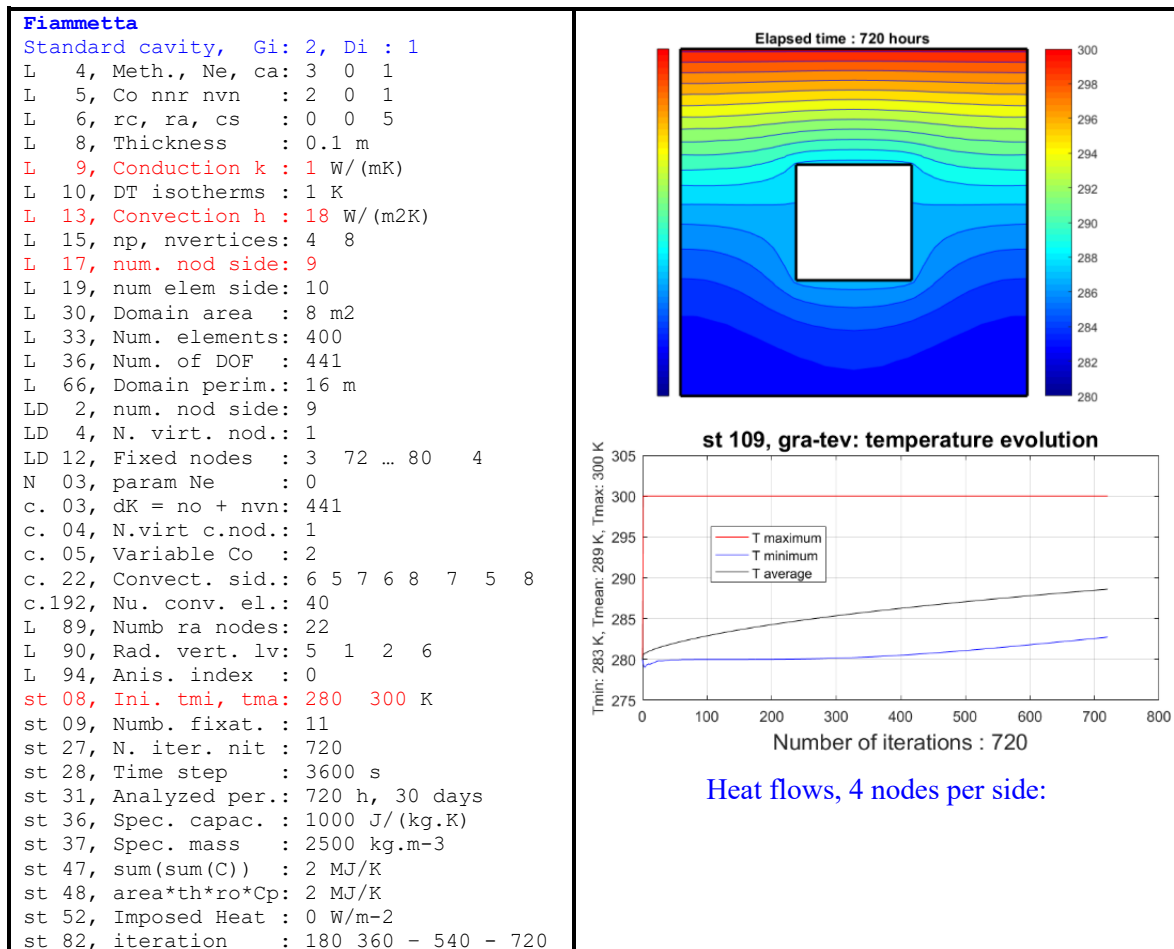 Fiammetta
Standard cavity,  Gi: 2, Di : 1
L   4, Meth., Ne, ca: 3  0  1
L   5, Co nnr nvn   : 2  0  1
L   6, rc, ra, cs   : 0  0  5
L   8, Thickness    : 0.1 m
L   9, Conduction k : 1 W/(mK)
L  10, DT isotherms : 1 K
L  13, Convection h : 18 W/(m2K)
L  15, np, nvertices: 4  8
L  17, num. nod side: 9
L  19, num elem side: 10
L  30, Domain area  : 8 m2
L  33, Num. elements: 400
L  36, Num. of DOF  : 441
L  66, Domain perim.: 16 m
LD  2, num. nod side: 9
LD  4, N. virt. nod.: 1
LD 12, Fixed nodes  : 3  72 … 80   4
N  03, param Ne     : 0
c. 03, dK = no + nvn: 441
c. 04, N.virt c.nod.: 1
c. 05, Variable Co  : 2
c. 22, Convect. sid.: 6 5 7 6 8  7  5  8
c.192, Nu. conv. el.: 40
L  89, Numb ra nodes: 22
L  90, Rad. vert. lv: 5  1  2  6
L  94, Anis. index  : 0
st 08, Ini. tmi, tma: 280  300 K
st 09, Numb. fixat. : 11
st 27, N. iter. nit : 720
st 28, Time step    : 3600 s
st 31, Analyzed per.: 720 h, 30 days
st 36, Spec. capac. : 1000 J/(kg.K)
st 37, Spec. mass   : 2500 kg.m-3
st 47, sum(sum(C))  : 2 MJ/K
st 48, area*th*ro*Cp: 2 MJ/K
st 52, Imposed Heat : 0 W/m-2
st 82, iteration    : 180 360 – 540 - 720
Elapsed time : 720 hours
300
298
296
294
292
290
288
286
284
282
280
st 109, gra-tev: temperature evolution
Tmin: 283 K, Tmean: 289 K, Tmax: 300 K
305
300
295
290
285
280
275
T maximum
T minimum
T average
0 100 200 300 400 500 600 700 800
Number of iterations : 720
Heat flows, 4 nodes per side: